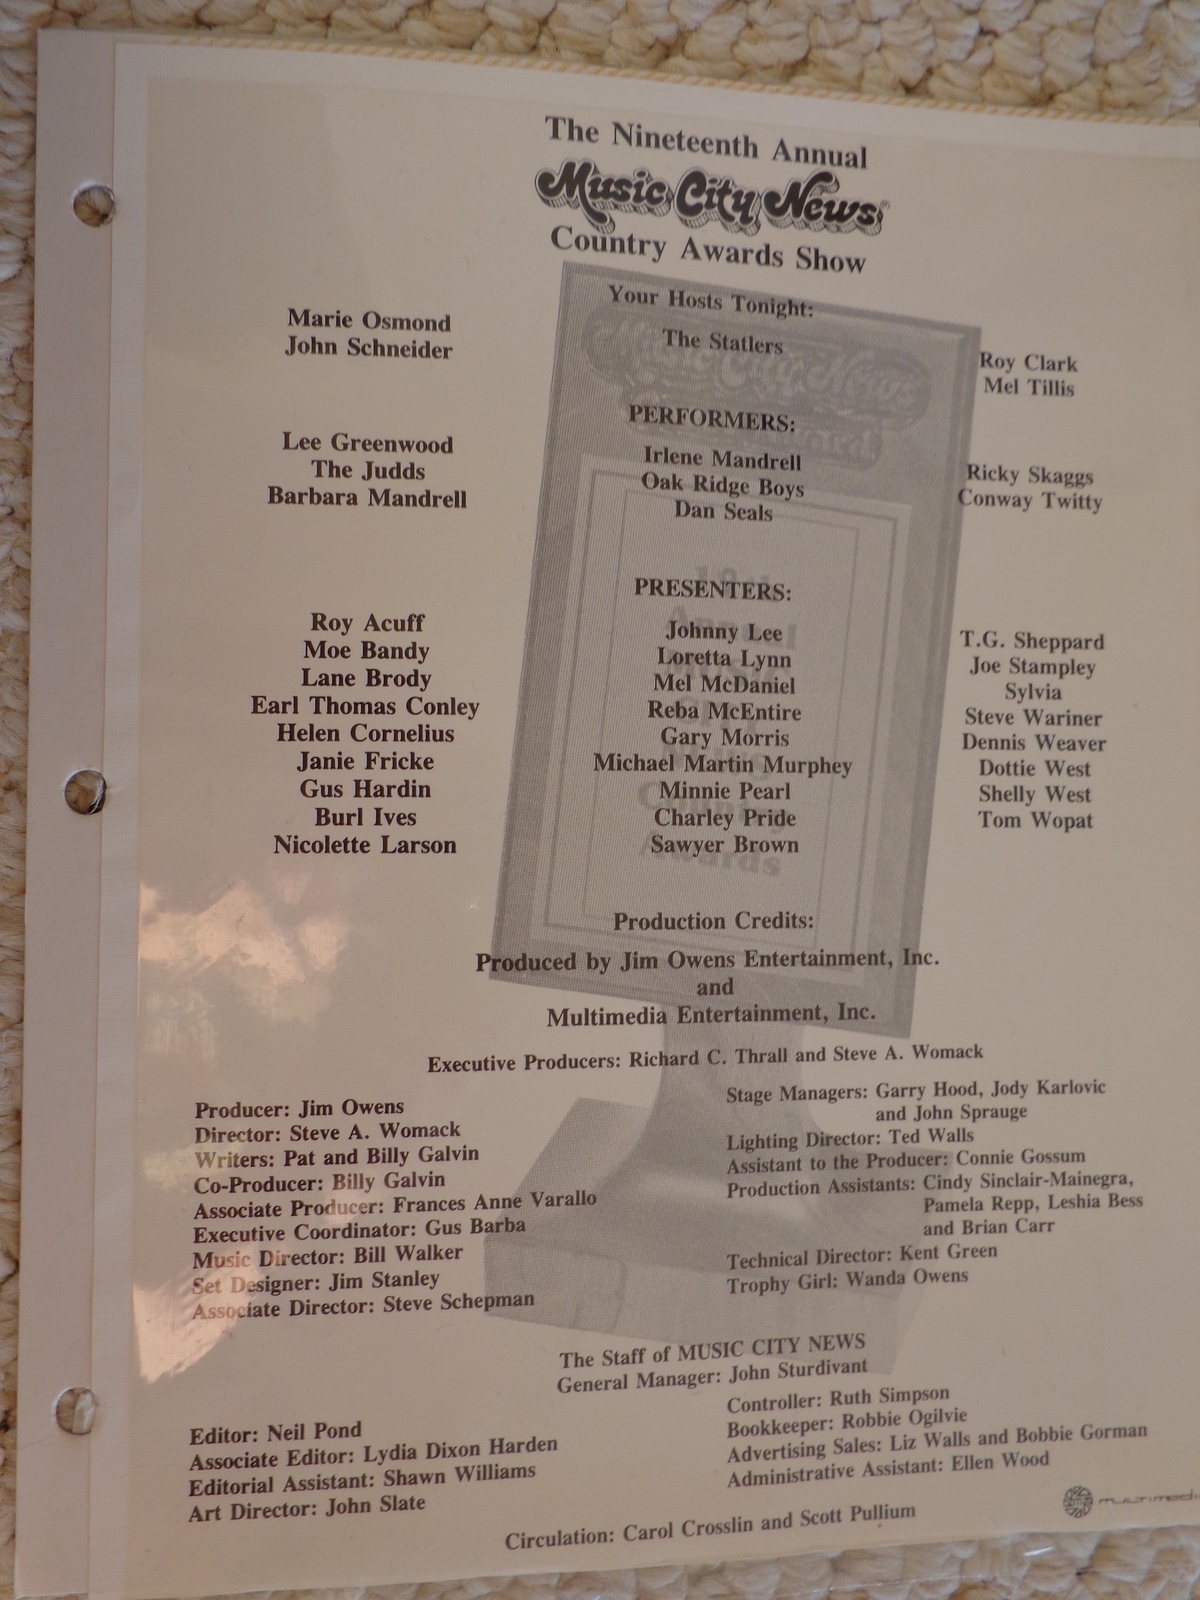 The Nineteenth Annual
Music City News
Country Awards Show
Your Hosts Tonight:
Marie Osmond
John Schneider
The Statlers
Roy Clark
Mel Tillis
PERFORMERS:
Lee Greenwood
The Judds
Barbara Mandrell
Irlene Mandrell
Oak Ridge Boys
Dan Seals
Ricky Skaggs
Conway Twitty
PRESENTERS:
Roy Acuff
Moe Bandy
Lane Brody
Earl Thomas Conley
Helen Cornelius
Janie Fricke
Gus Hardin
Burl Ives
Nicolette Larson
Johnny Lee
Loretta Lynn
Mel McDaniel
Reba McEntire
Gary Morris
Michael Martin Murphey
Minnie Pearl
Charley Pride
Sawyer Brown
T.G. Sheppard
Joe Stampley
Sylvia
Steve Wariner
Dennis Weaver
Dottie West
Shelly West
Tom Wopat
Production Credits:
Produced by Jim Owens Entertainment, Inc.
and
Multimedia Entertainment, Inc.
Executive Producers: Richard C. Thrall and Steve A. Womack
Producer: Jim Owens
Director: Steve A. Womack
Writers: Pat and Billy Galvin
Co-Producer: Billy Galvin
Associate Producer: Frances Anne Varallo
Executive Coordinator: Gus Barba
Music Director: Bill Walker
Set Designer: Jim Stanley
Associate Director: Steve Schepman
Stage Managers: Garry Hood, Jody Karlovic
and John Sprauge
Lighting Director: Ted Walls
Assistant to the Producer: Connie Gossum
Production Assistants: Cindy Sinclair-Mainegra,
Pamela Repp, Leshia Bess
and Brian Carr
Technical Director: Kent Green
Trophy Girl: Wanda Owens
The Staff of MUSIC CITY NEWS
General Manager: John Sturdivant
Editor: Neil Pond
Associate Editor: Lydia Dixon Harden
Editorial Assistant: Shawn Williams
Art Director: John Slate
Controller: Ruth Simpson
Bookkeeper: Robbie Ogilvie
Advertising Sales: Liz Walls and Bobbie Gorman
Administrative Assistant: Ellen Wood
Circulation: Carol Crosslin and Scott Pullium